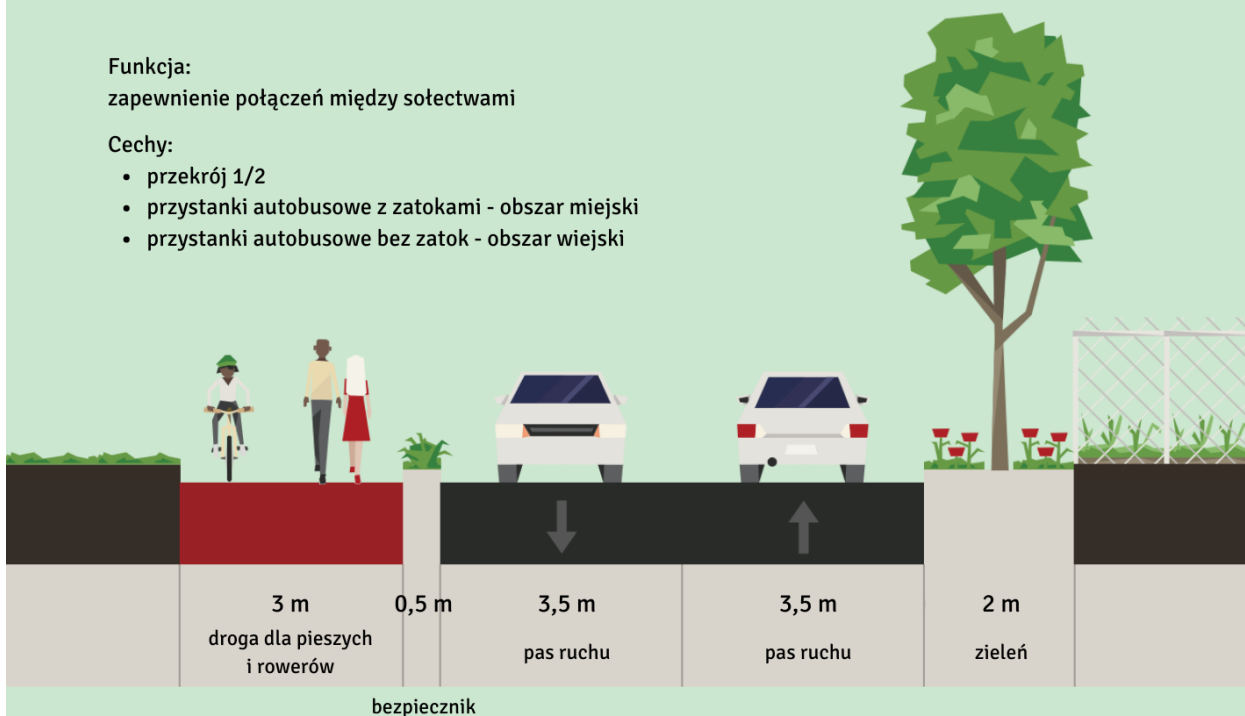 Funkcja:
zapewnienie połączeń między sołectwami
Cechy:
• przekrój 1/2
• przystanki autobusowe z zatokami - obszar miejski
• przystanki autobusowe bez zatok - obszar wiejski
3 m
droga dla pieszych
i rowerów
0,5 m
bezpiecznik
3,5 m
pas ruchu
3,5 m
pas ruchu
2 m
zieleń